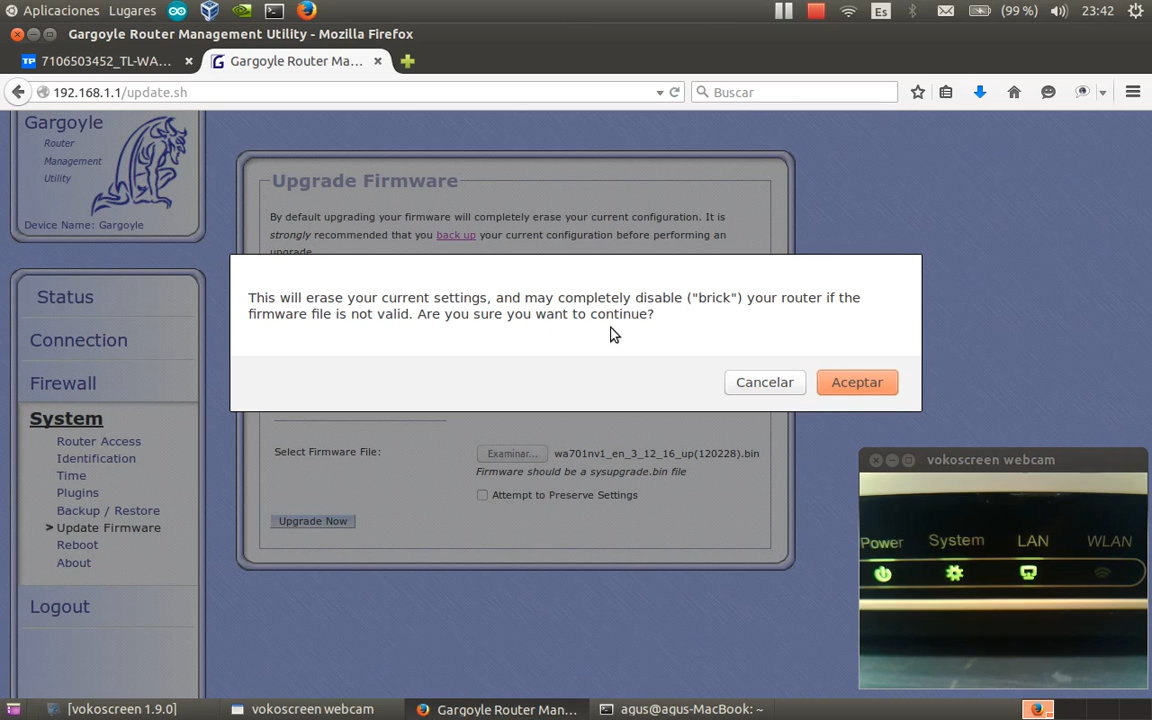 Aplicaciones Lugares
Es
(99 %)
23:42
Gargoyle Router Management Utility - Mozilla Firefox
TP 7106503452_TL-WA...
Gargoyle Router Ma...
192.168.1.1/update.sh
Buscar
Gargoyle
Router
Management
Utility
Device Name: Gargoyle
Status
Connection
Firewall
System
Router Access
Identification
Time
Plugins
Backup / Restore
> Update Firmware
Reboot
About
Logout
Upgrade Firmware
By default upgrading your firmware will completely erase your current configuration. It is
strongly recommended that you back up your current configuration before performing an
upgrade.
This will erase your current settings, and may completely disable ("brick") your router if the
firmware file is not valid. Are you sure you want to continue?
Cancelar
Aceptar
Select Firmware File:
Examinar... wa701nv1_en_3_12_16_up(120228).bin
Firmware should be a sysupgrade.bin file
Attempt to Preserve Settings
Upgrade Now
vokoscreen webcam
Power System LAN WLAN
[vokoscreen 1.9.0]
vokoscreen webcam
Gargoyle Router Man...
agus@agus-MacBook: ~